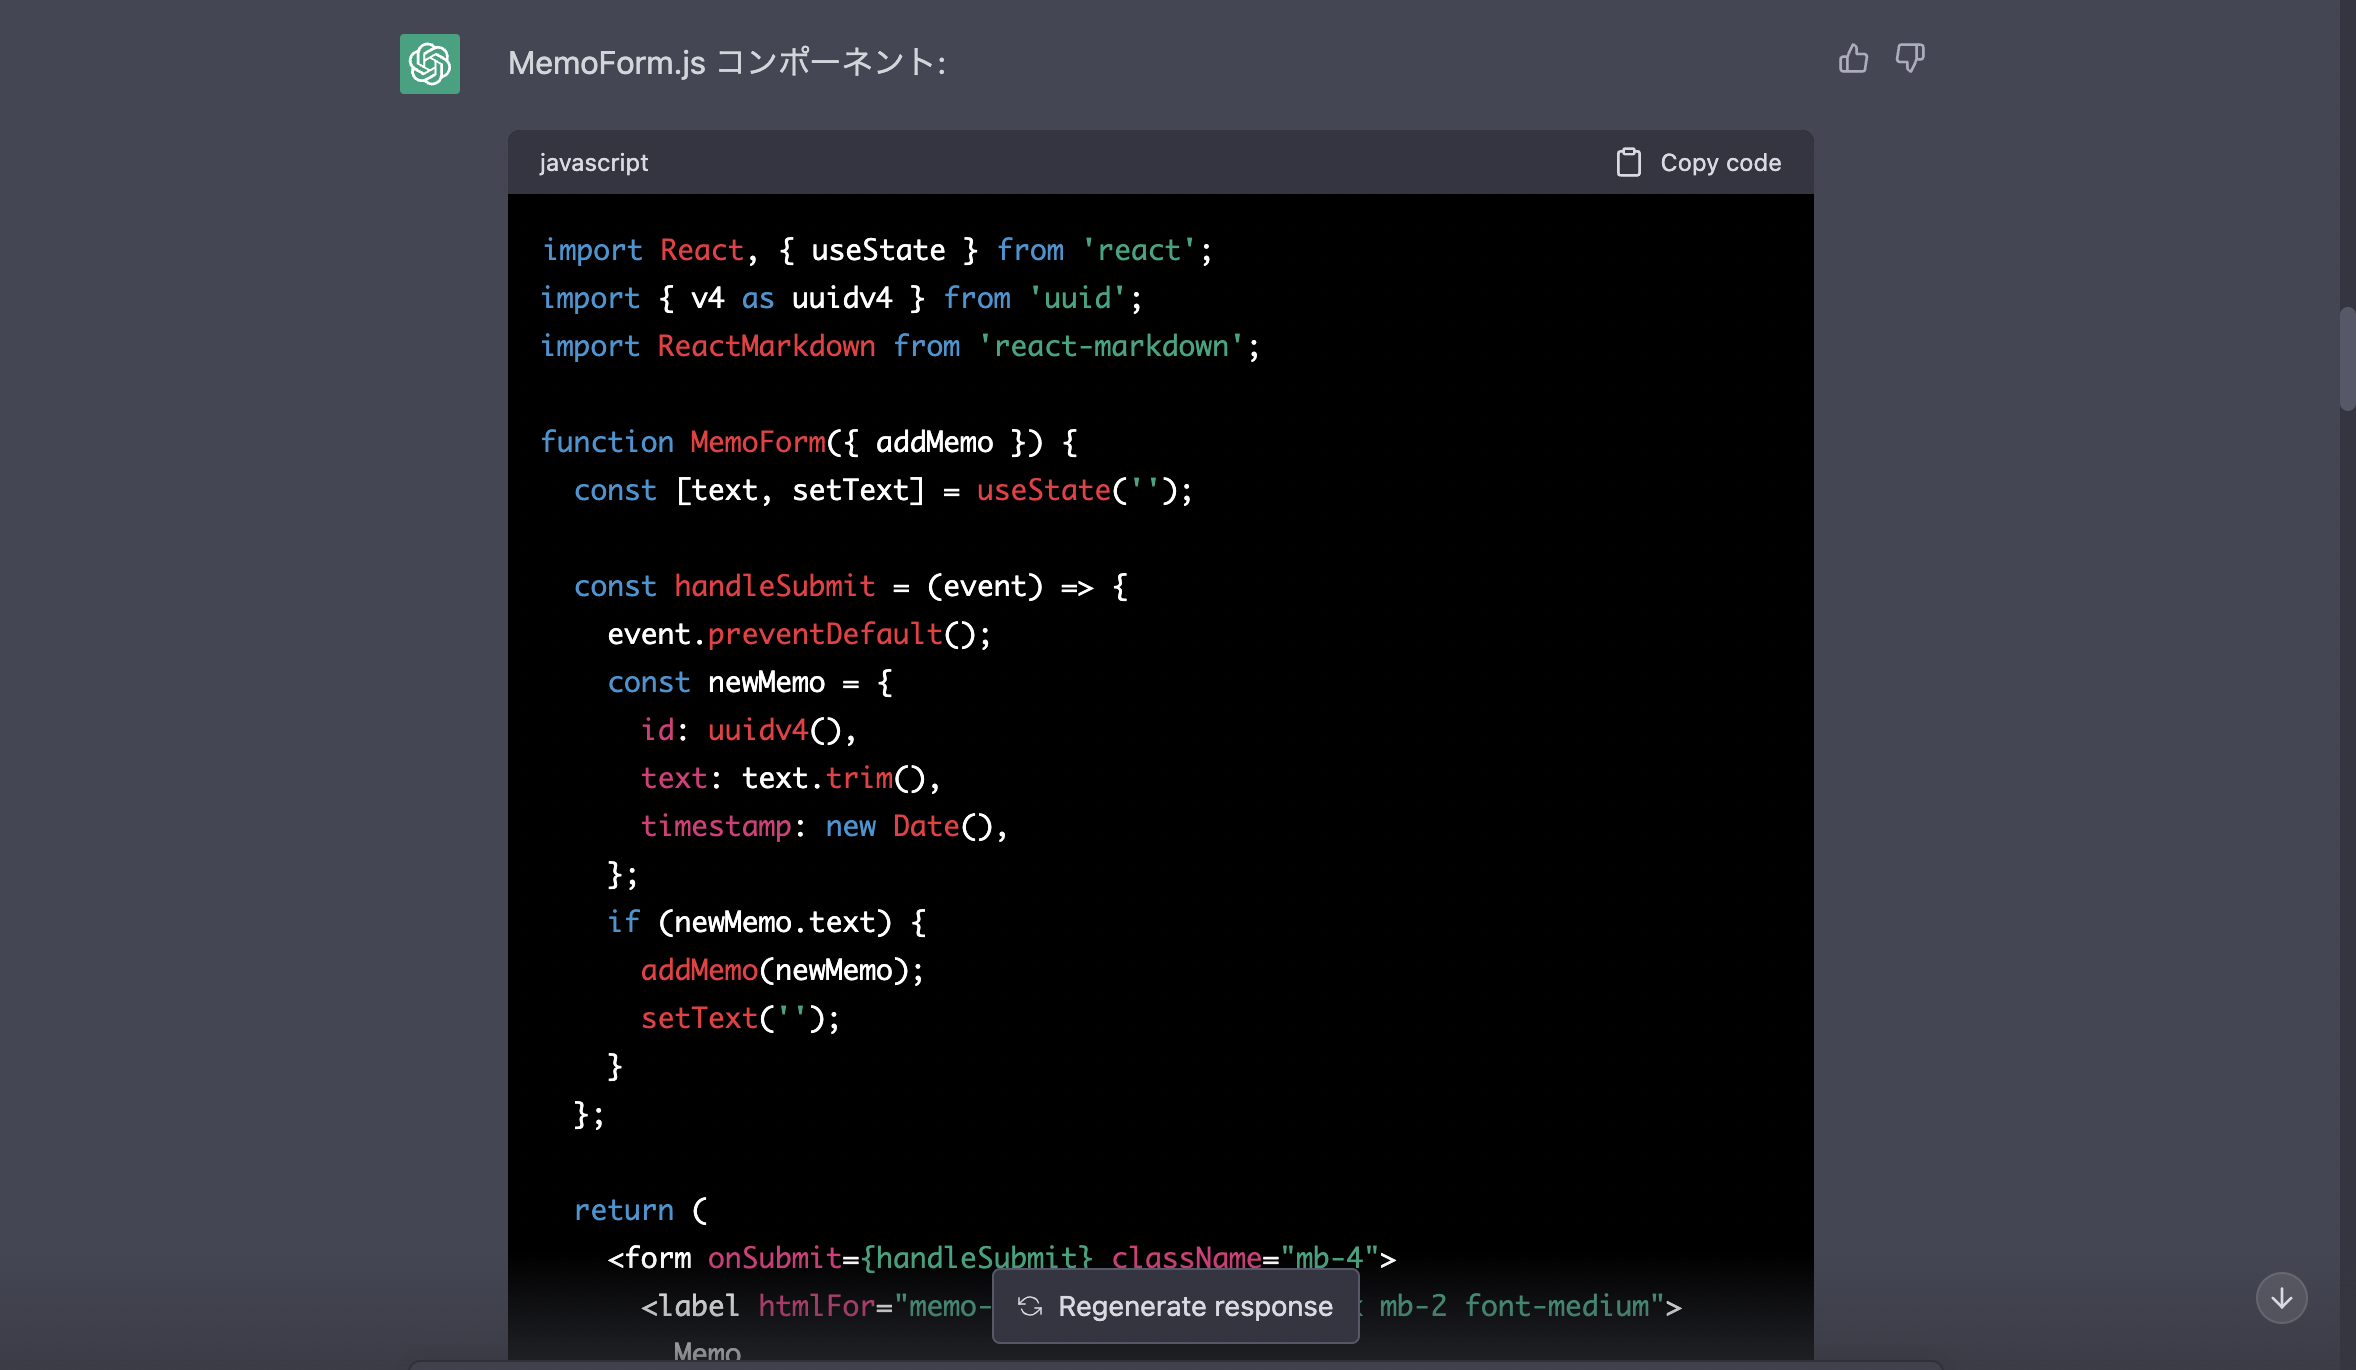 MemoForm.js コンポーネント:
javascript
Copy code
import React, { useState } from 'react';
import { v4 as uuidv4 } from 'uuid';
import ReactMarkdown from 'react-markdown';
function MemoForm({ addMemo }) {
  const [text, setText] = useState('');
  const handleSubmit = (event) => {
    event.preventDefault();
    const newMemo = {
      id: uuidv4(),
      text: text.trim(),
      timestamp: new Date(),
    };
    if (newMemo.text) {
      addMemo(newMemo);
      setText('');
    }
  };
  return (
    <form onSubmit={handleSubmit} className="mb-4">
      <label htmlFor="memo- mb-2 font-medium">
Regenerate response
        Memo